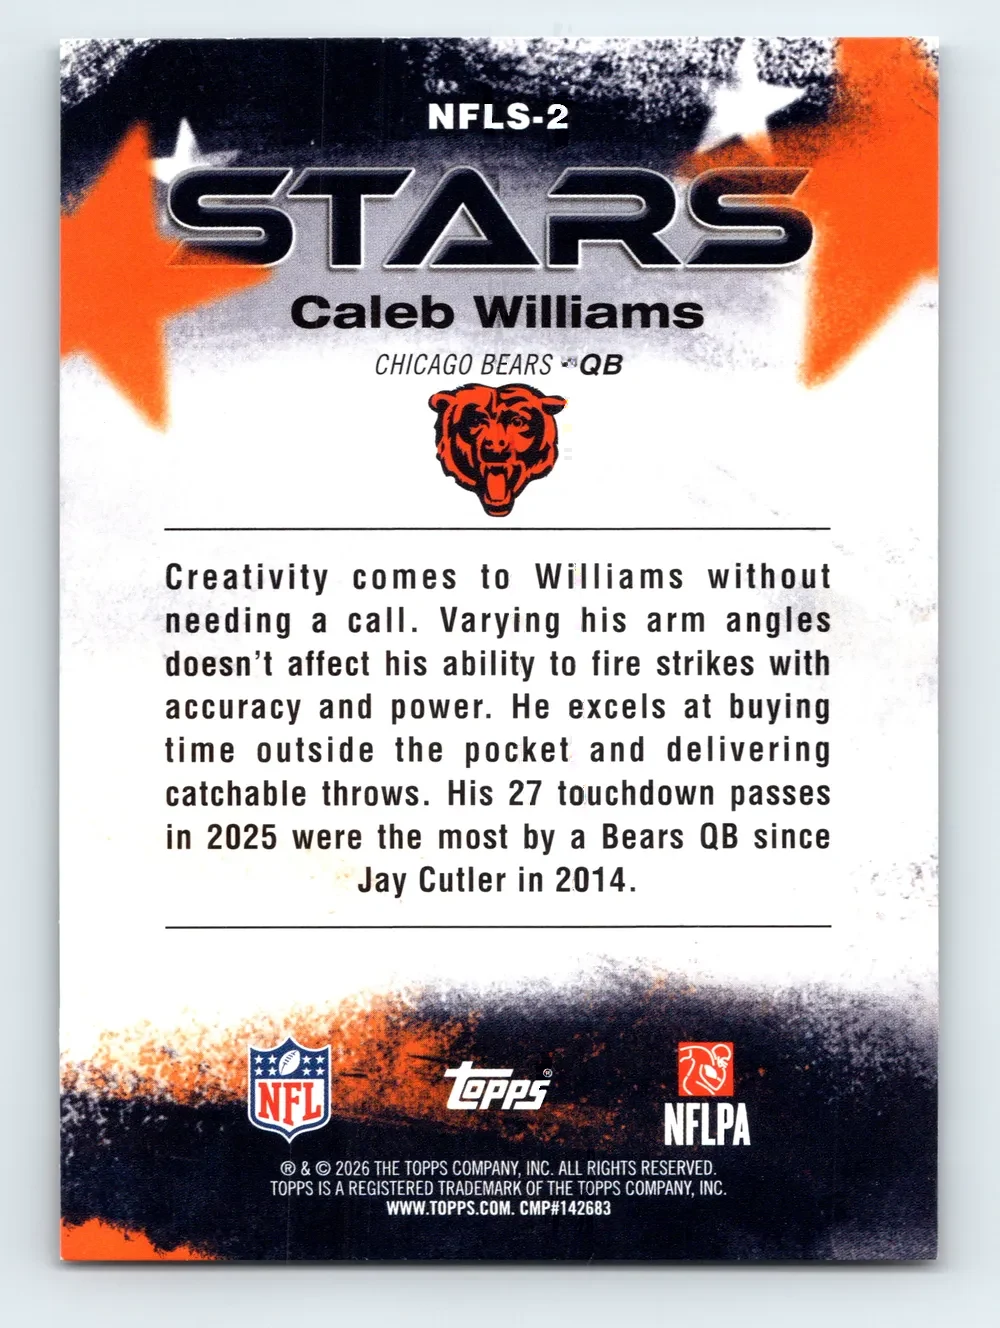 NFLS-2
STARS
Caleb Williams
CHICAGO BEARS • QB
Creativity comes to Williams without
needing a call. Varying his arm angles
doesn't affect his ability to fire strikes with
accuracy and power. He excels at buying
time outside the pocket and delivering
catchable throws. His 27 touchdown passes
in 2025 were the most by a Bears QB since
Jay Cutler in 2014.
NFL
topps®
NFLPA
® & © 2026 THE TOPPS COMPANY, INC. ALL RIGHTS RESERVED.
TOPPS IS A REGISTERED TRADEMARK OF THE TOPPS COMPANY, INC.
WWW.TOPPS.COM. CMP#142683